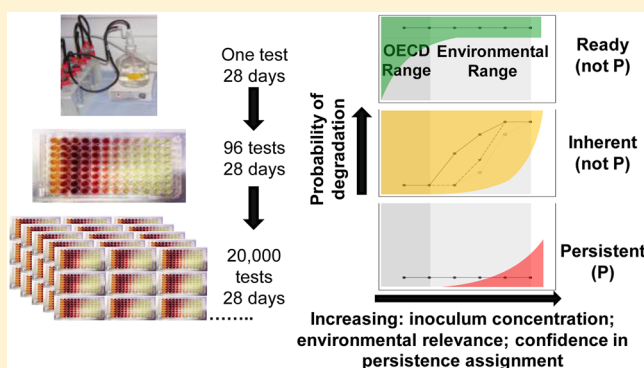 One test
28 days
96 tests
28 days
20,000
tests
28 days
........
Probability of
degradation
OECD
Range
Environmental
Range
Ready
(not P)
Inherent
(not P)
Persistent
(P)
Increasing: inoculum concentration;
environmental relevance; confidence in
persistence assignment